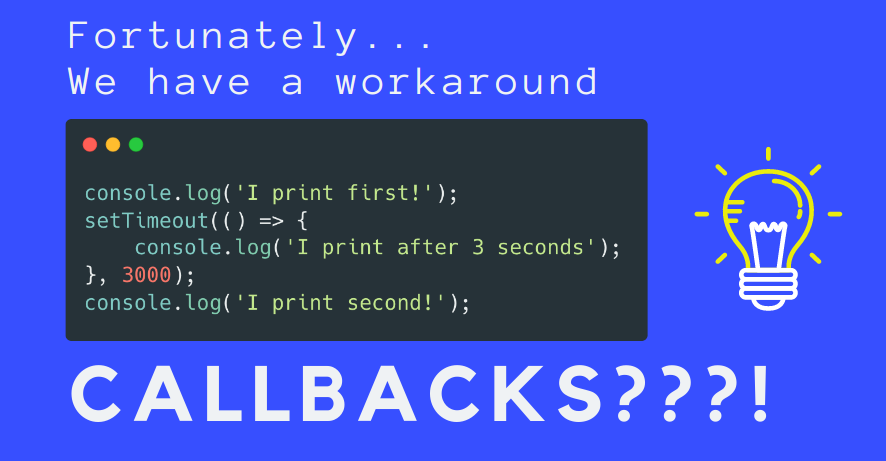 Fortunately...
We have a workaround
console.log('I print first!');
setTimeout(() => {
    console.log('I print after 3 seconds');
}, 3000);
console.log('I print second!');
CALLBACKS???!